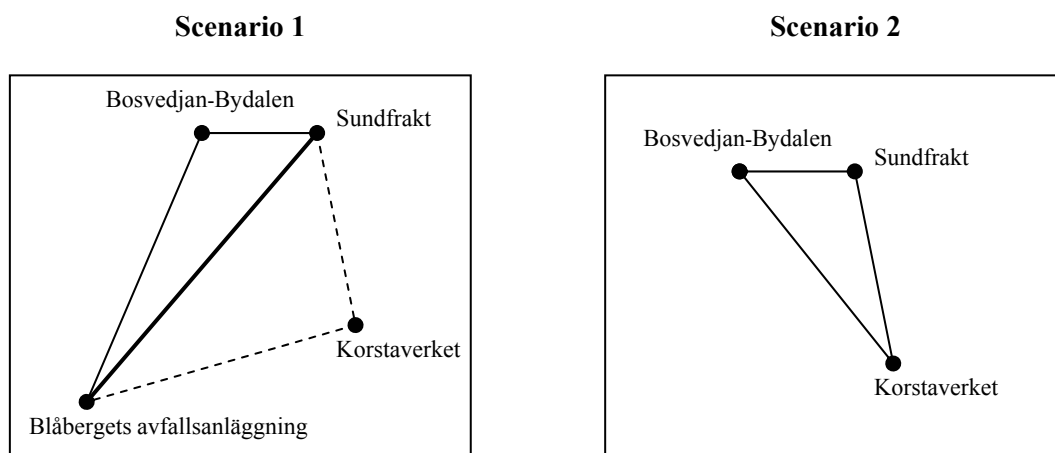 Scenario 1
Bosvedjan-Bydalen
Sundfrakt
Korstaverket
Blåbergets avfallsanläggning
Scenario 2
Bosvedjan-Bydalen
Sundfrakt
Korstaverket